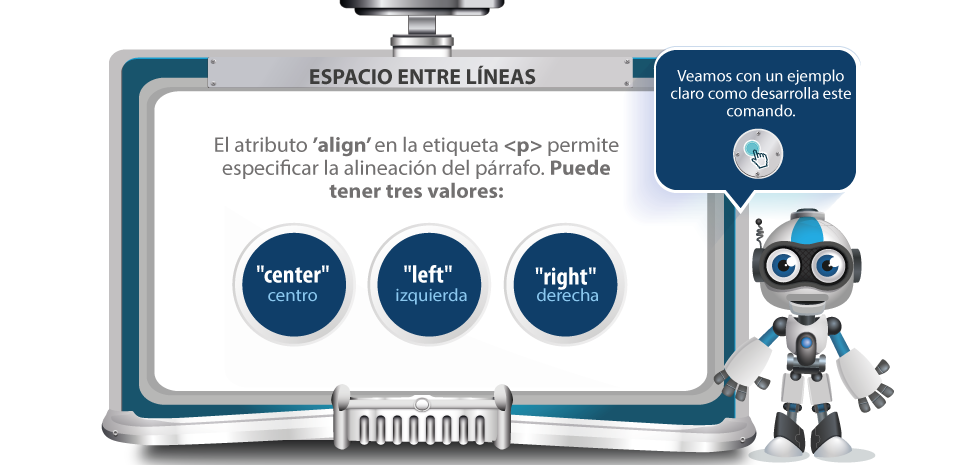 ESPACIO ENTRE LÍNEAS
El atributo ’align’ en la etiqueta <p> permite
especificar la alineación del párrafo. Puede
tener tres valores:
"center"
centro
"left"
izquierda
"right"
derecha
Veamos con un ejemplo
claro como desarrolla este
comando.